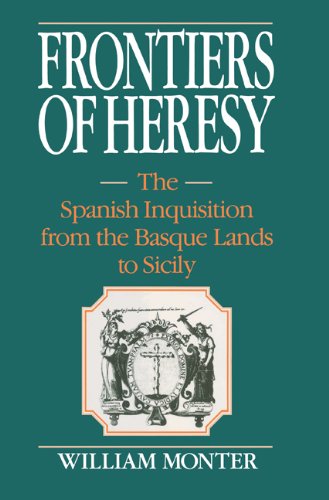 FRONTIERS
OF HERESY
The
Spanish Inquisition
from the Basque Lands
to Sicily
WILLIAM MONTER